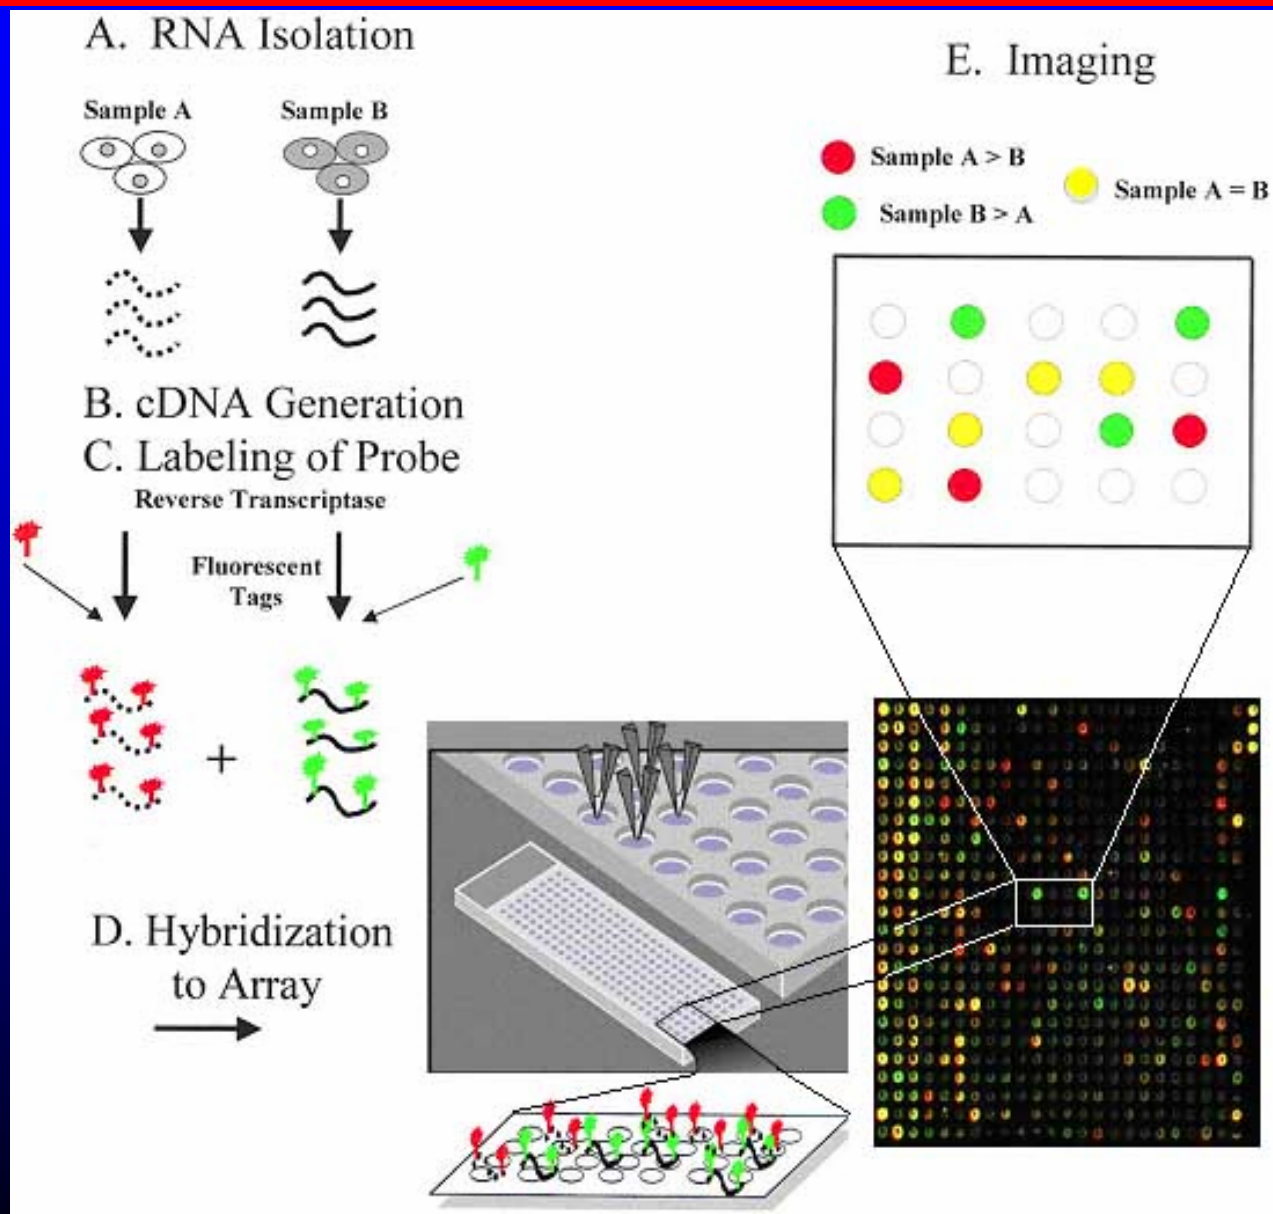 A. RNA Isolation
Sample A
Sample B
B. cDNA Generation
C. Labeling of Probe
Reverse Transcriptase
Fluorescent
Tags
+
D. Hybridization
to Array
E. Imaging
Sample A > B
Sample B > A
Sample A = B